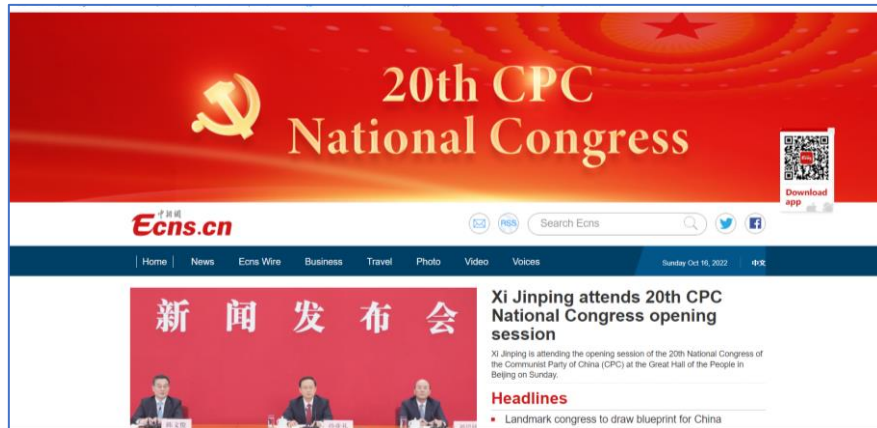 20th CPC
National Congress
Download
app
中新網
Ecns.cn
RSS
Search Ecns
Home News Ecns Wire Business Travel Photo Video Voices Sunday Oct 16, 2022 中文
新闻发布会
Xi Jinping attends 20th CPC
National Congress opening
session
Xi Jinping is attending the opening session of the 20th National Congress of
the Communist Party of China (CPC) at the Great Hall of the People in
Beijing on Sunday.
Headlines
Landmark congress to draw blueprint for China